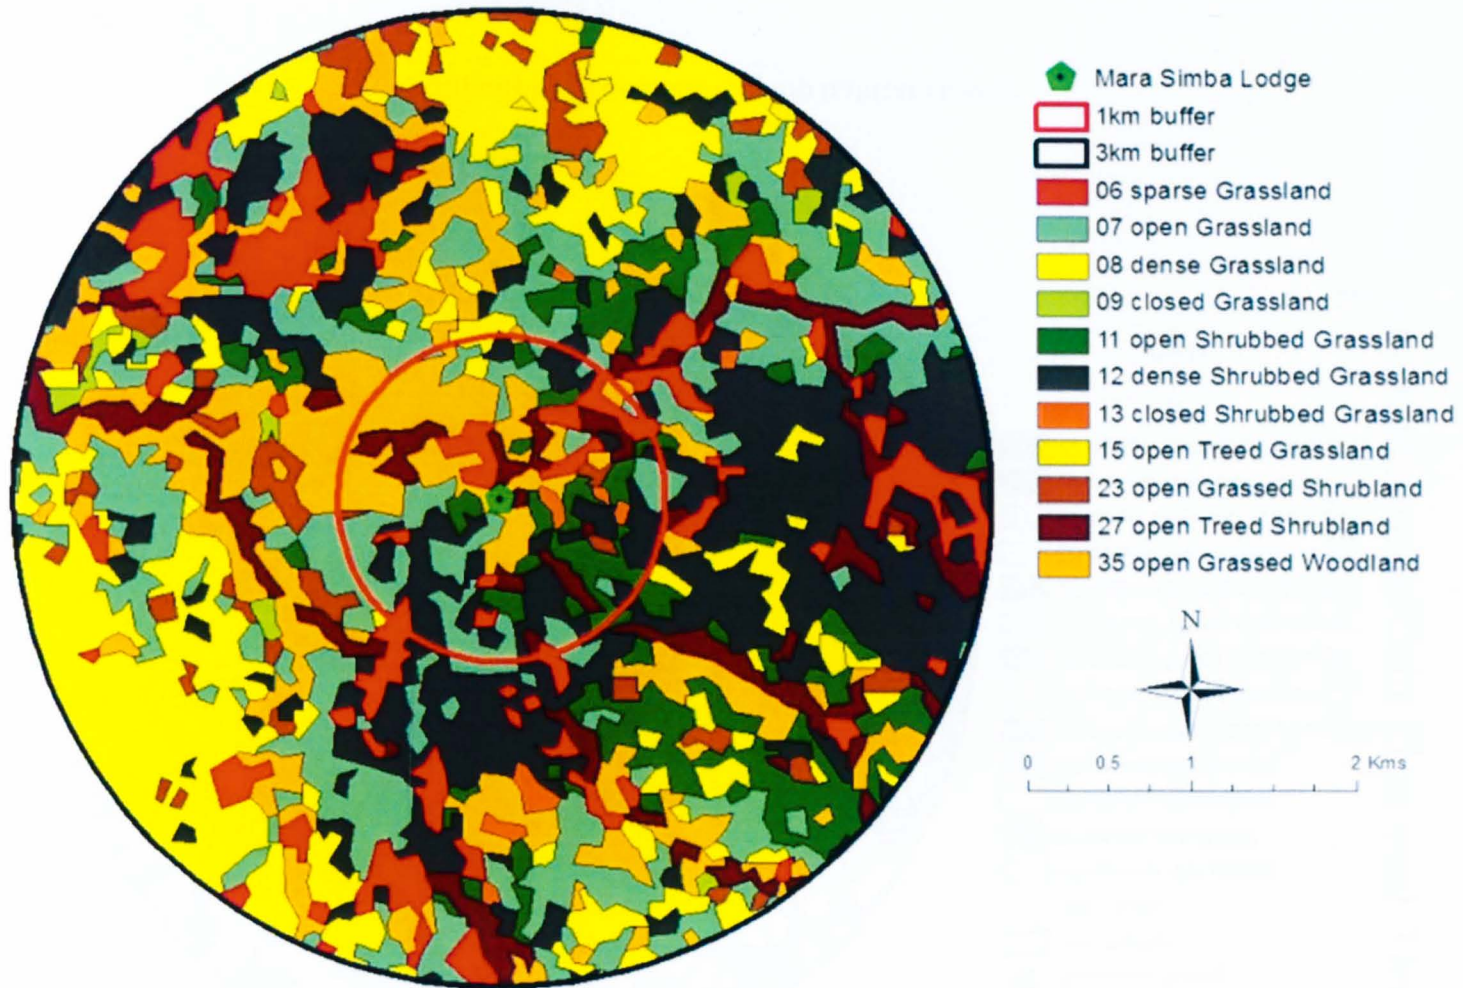 Mara Simba Lodge
1km buffer
3km buffer
06 sparse Grassland
07 open Grassland
08 dense Grassland
09 closed Grassland
11 open Shrubbed Grassland
12 dense Shrubbed Grassland
13 closed Shrubbed Grassland
15 open Treed Grassland
23 open Grassed Shrubland
27 open Treed Shrubland
35 open Grassed Woodland
N
0 0 5 1 2 Kms